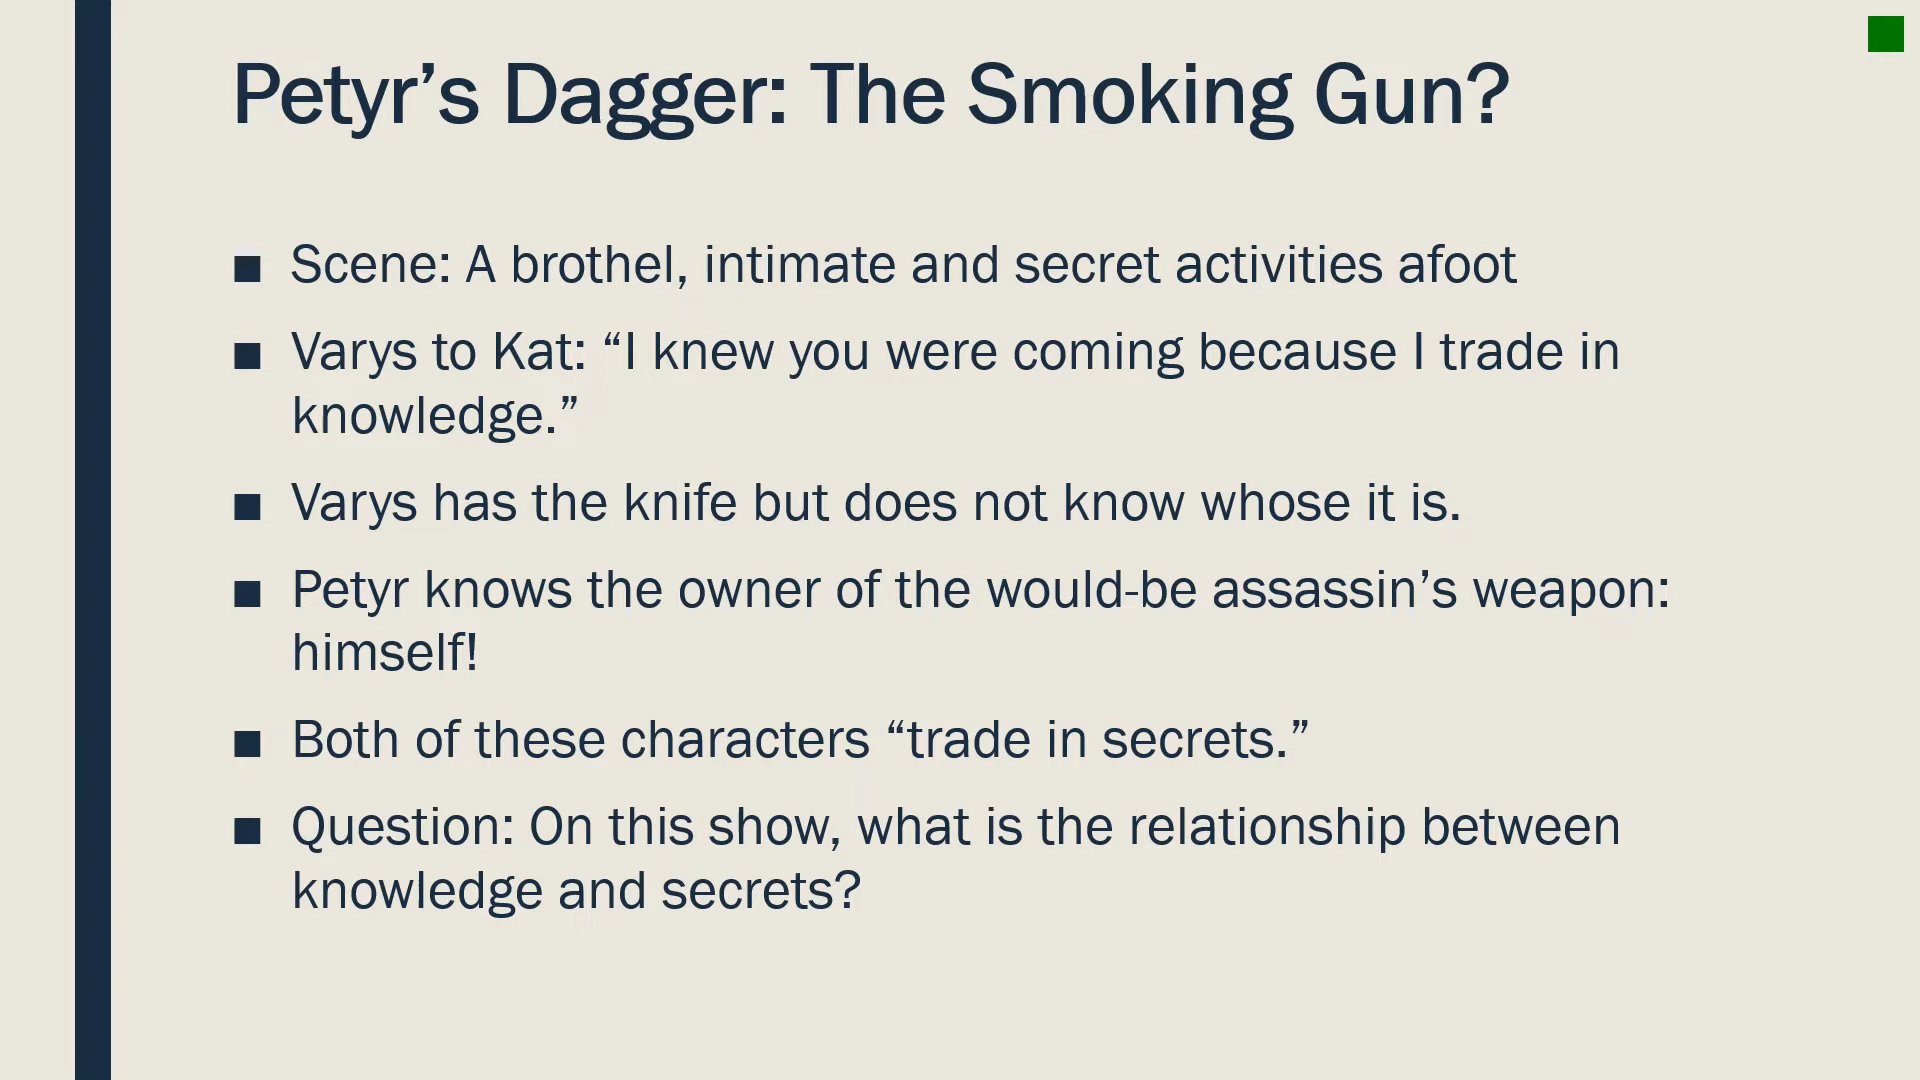 Petyr’s Dagger: The Smoking Gun?
■ Scene: A brothel, intimate and secret activities afoot
■ Varys to Kat: “I knew you were coming because I trade in
knowledge.”
■ Varys has the knife but does not know whose it is.
■ Petyr knows the owner of the would-be assassin’s weapon:
himself!
■ Both of these characters “trade in secrets.”
■ Question: On this show, what is the relationship between
knowledge and secrets?